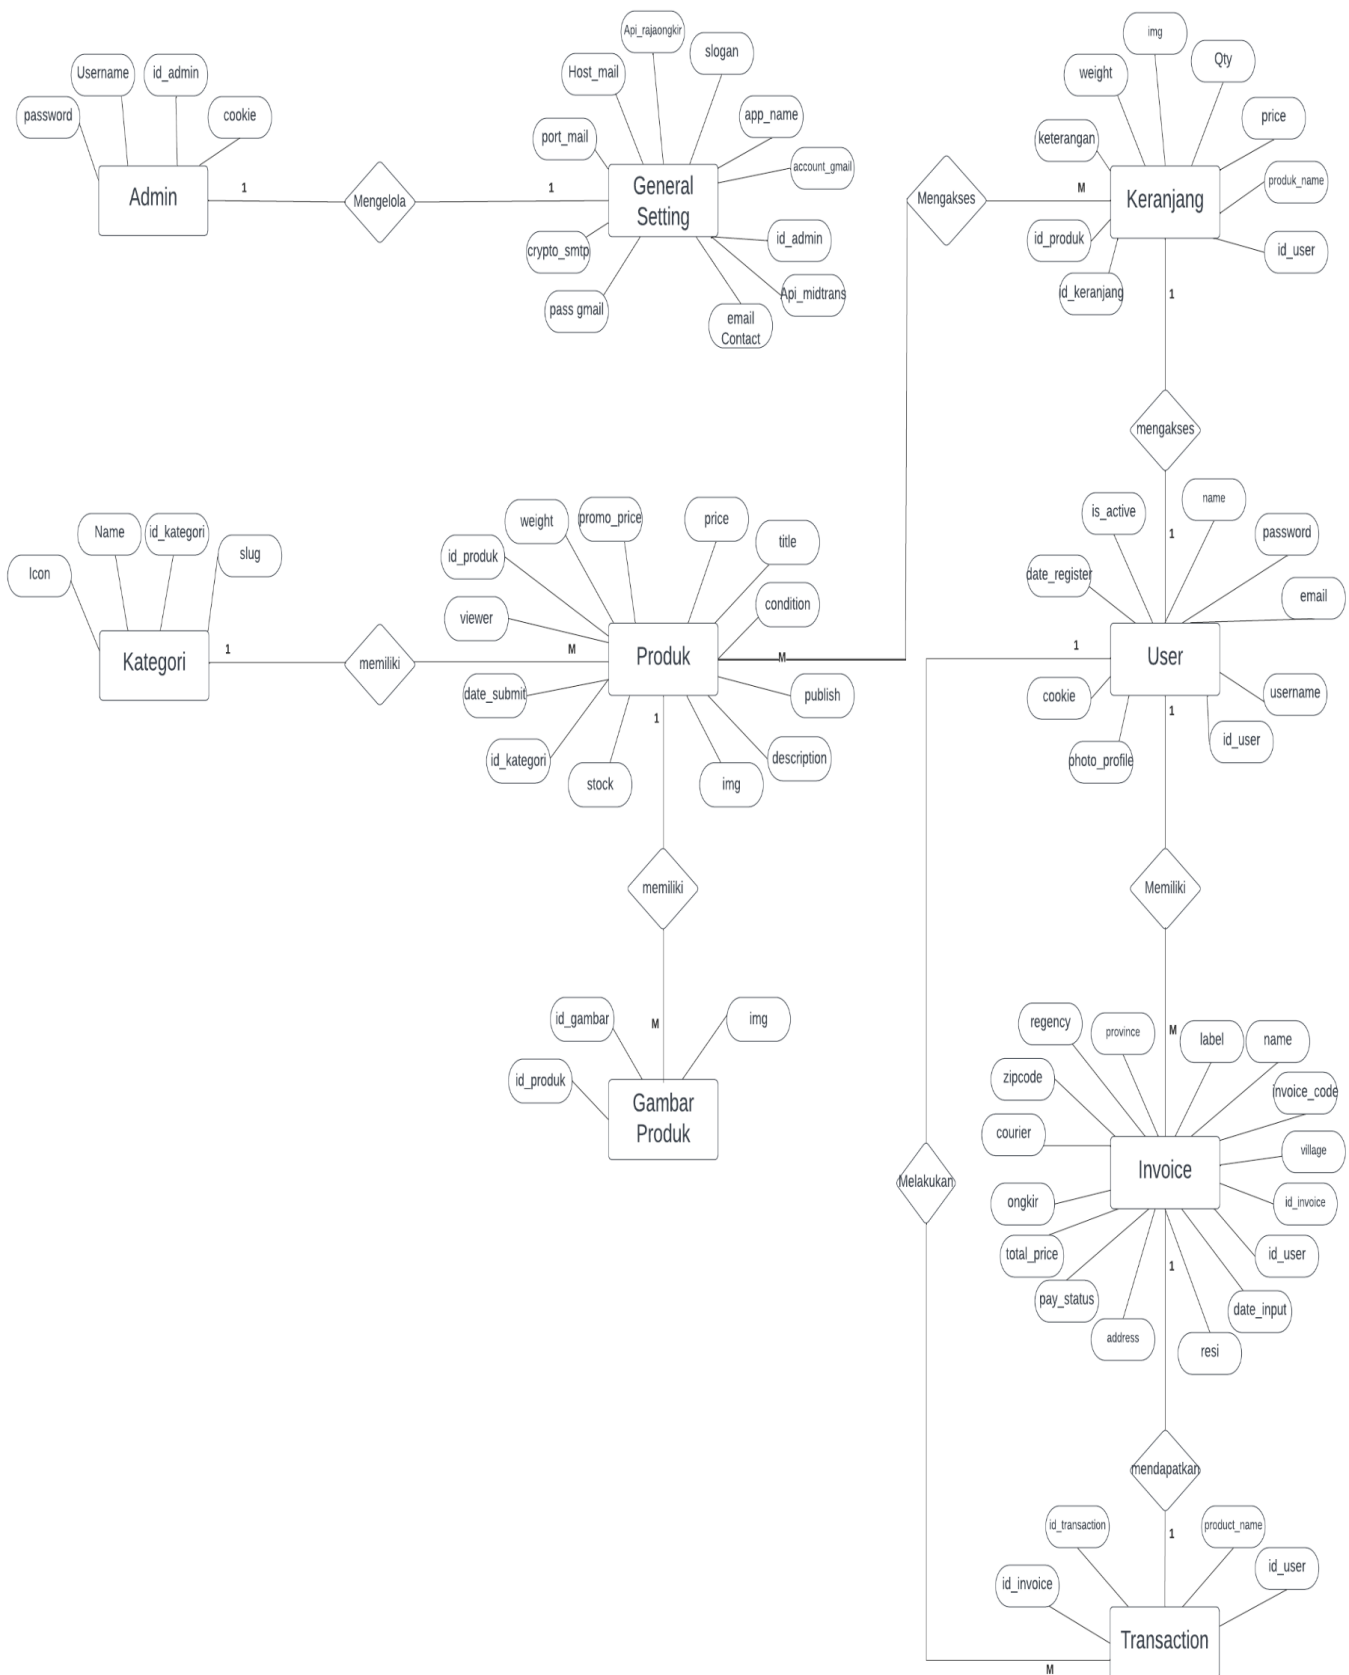 Api_rajaongkir
img
slogan
Qty
Host_mail
weight
Username
id_admin
password
cookie
app_name
price
port_mail
keterangan
account_gmail
produk_name
Admin
1
Mengelola
1
General
Setting
Mengakses
M
Keranjang
crypto_smtp
id_admin
id_produk
id_user
pass gmail
Api_midtrans
id_keranjang
1
email
Contact
mengakses
Icon
Name
id_kategori
slug
weight
promo_price
price
id_produk
title
viewer
condition
is_active
name
1
password
date_register
email
Kategori
1
memiliki
M
Produk
M
1
User
date_submit
publish
cookie
username
1
1
id_kategori
stock
img
description
photo_profile
id_user
memiliki
Memiliki
id_gambar
M
img
id_produk
Gambar
Produk
regency
province
M
label
name
zipcode
invoice_code
courier
village
Invoice
Melakukan
ongkir
id_invoice
total_price
1
id_user
pay_status
date_input
address
resi
mendapatkan
id_transaction
1
product_name
id_invoice
id_user
Transaction
M